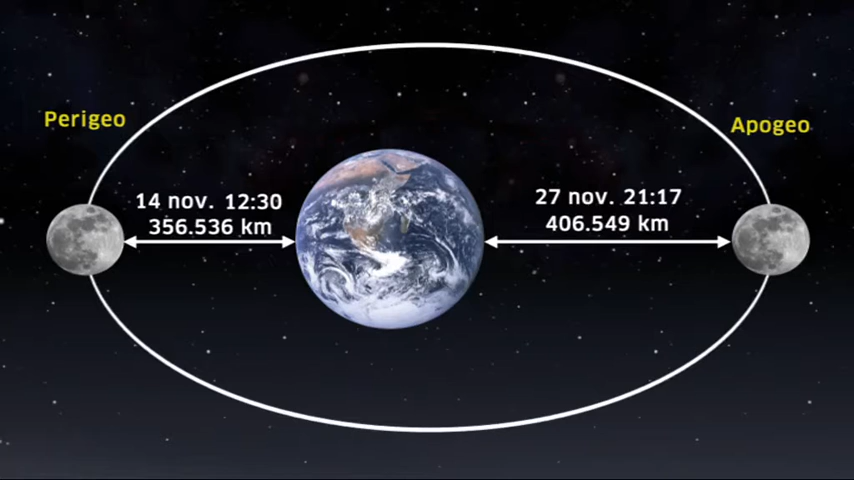 Perigeo
Apogeo
14 nov. 12:30
356.536 km
27 nov. 21:17
406.549 km